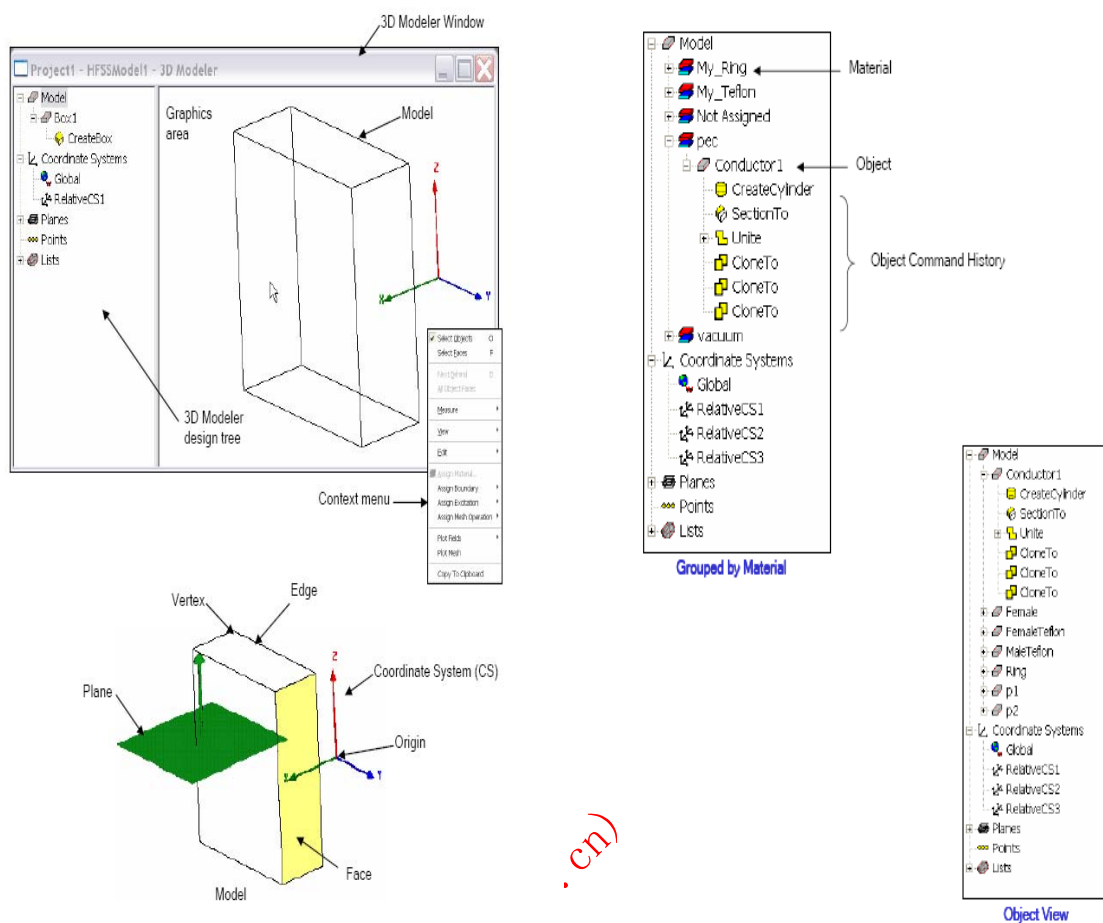 3D Modeler Window
Project1 - HFSSModel1 - 3D Modeler
Model
Box1
CreateBox
Coordinate Systems
Global
RelativeCS1
Planes
Points
Lists
Graphics
area
Model
Z
X
Y
3D Modeler
design tree
Context menu
Select Objects O
Select Faces F
Next Behind
All Object Faces
Measure
View
Edit
Assign Material...
Assign Boundary
Assign Excitation
Assign Mesh Operation
Plot Fields
Plot Mesh
Copy To Clipboard
Vertex
Edge
Plane
Z
Coordinate System (CS)
Origin
X
Y
Face
Model
Model
My_Ring
Material
My_Teflon
Not Assigned
pec
Conductor1
Object
CreateCylinder
SectionTo
Unite
CloneTo
CloneTo
CloneTo
Object Command History
vacuum
Coordinate Systems
Global
RelativeCS1
RelativeCS2
RelativeCS3
Planes
Points
Lists
Grouped by Material
Model
Conductor1
CreateCylinder
SectionTo
Unite
CloneTo
CloneTo
CloneTo
Female
FemaleTeflon
MaleTeflon
Ring
p1
p2
Coordinate Systems
Global
RelativeCS1
RelativeCS2
RelativeCS3
Planes
Points
Lists
Object View
.cn)